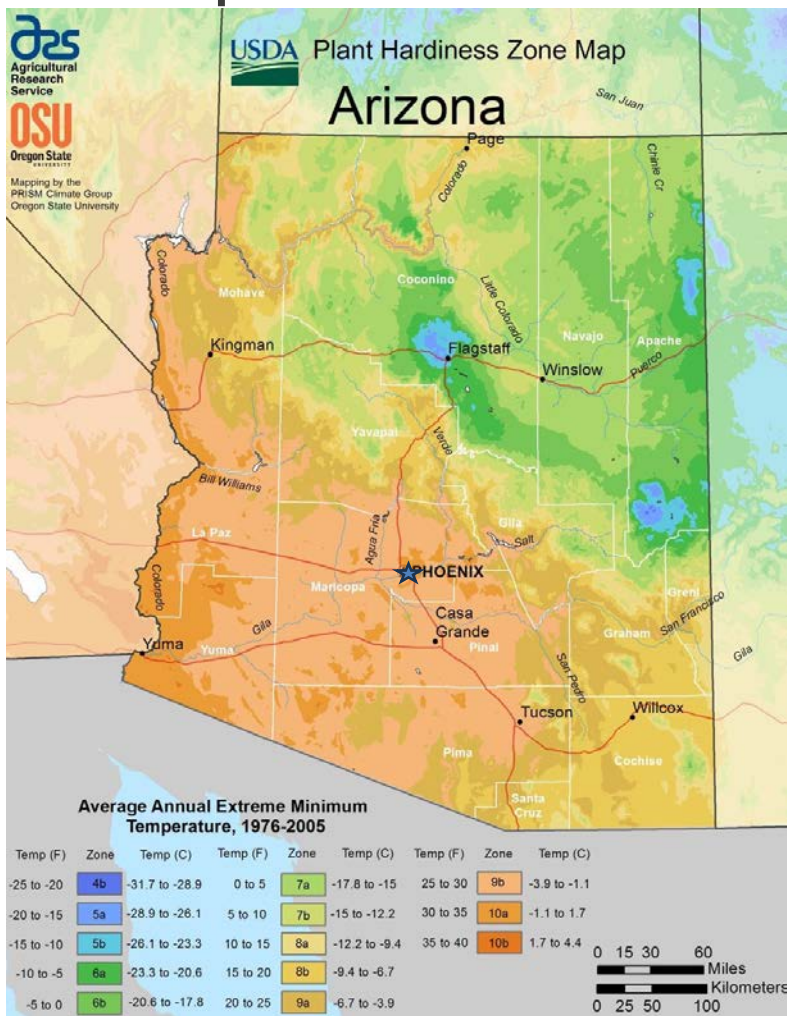 ars
Agricultural
Research
Service
OSU
Oregon State
UNIVERSITY
Mapping by the
PRISM Climate Group
Oregon State University
USDA Plant Hardiness Zone Map
Arizona
San Juan
Page
Chinle Cr
Colorado
Colorado
Mohave
Coconino
Little Colorado
Navajo
Apache
Kingman
Flagstaff
Puerco
Winslow
Yavapai
Verde
Bill Williams
Gila
La Paz
Agua Fria
Salt
PHOENIX
Colorado
Maricopa
Casa
Grande
Grenl
San Francisco
Graham
Gila
Yuma
Yuma
Gila
Pinal
San Pedro
Tucson
Willcox
Pima
Cochise
Santa
Cruz
Average Annual Extreme Minimum
Temperature, 1976-2005
Temp (F) Zone Temp (C) Temp (F) Zone Temp (C) Temp (F) Zone Temp (C)
-25 to -20 4b -31.7 to -28.9 0 to 5 7a -17.8 to -15 25 to 30 9b -3.9 to -1.1
-20 to -15 5a -28.9 to -26.1 5 to 10 7b -15 to -12.2 30 to 35 10a -1.1 to 1.7
-15 to -10 5b -26.1 to -23.3 10 to 15 8a -12.2 to -9.4 35 to 40 10b 1.7 to 4.4
-10 to -5 6a -23.3 to -20.6 15 to 20 8b -9.4 to -6.7
-5 to 0 6b -20.6 to -17.8 20 to 25 9a -6.7 to -3.9
0 15 30 60
Miles
Kilometers
0 25 50 100